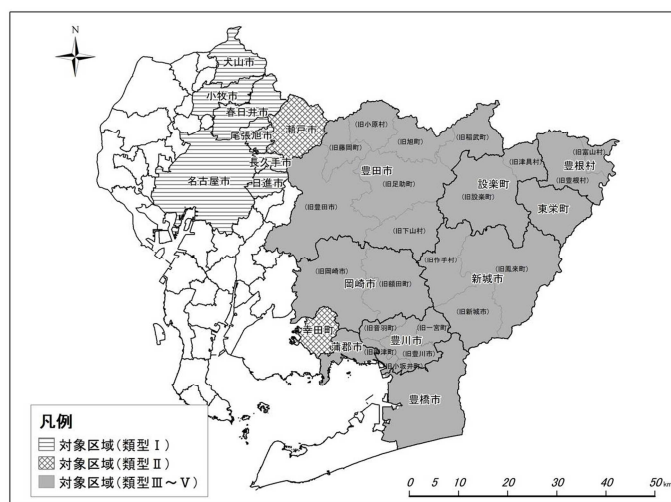 N
犬山市
小牧市
春日井市
尾張旭市
瀬戸市
長久手市
名古屋市
日進市
(旧小原村)
(旧旭町)
(旧稲武町)
(旧藤岡町)
豊田市
(旧足助町)
(旧豊田市)
(旧下山村)
(旧津具村)
設楽町
(旧設楽町)
(旧富山村)
豊根村
(旧豊根村)
東栄町
(旧作手村)
(旧鳳来町)
新城市
(旧新城市)
(旧岡崎市)
岡崎市
(旧額田町)
幸田町
蒲郡市
(旧音羽町)
(旧一宮町)
豊川市
(旧御津町)
(旧豊川市)
(旧小坂井町)
豊橋市
凡例
対象区域(類型Ⅰ)
対象区域(類型Ⅱ)
対象区域(類型Ⅲ～Ⅴ)
0 5 10 20 30 40 50 km